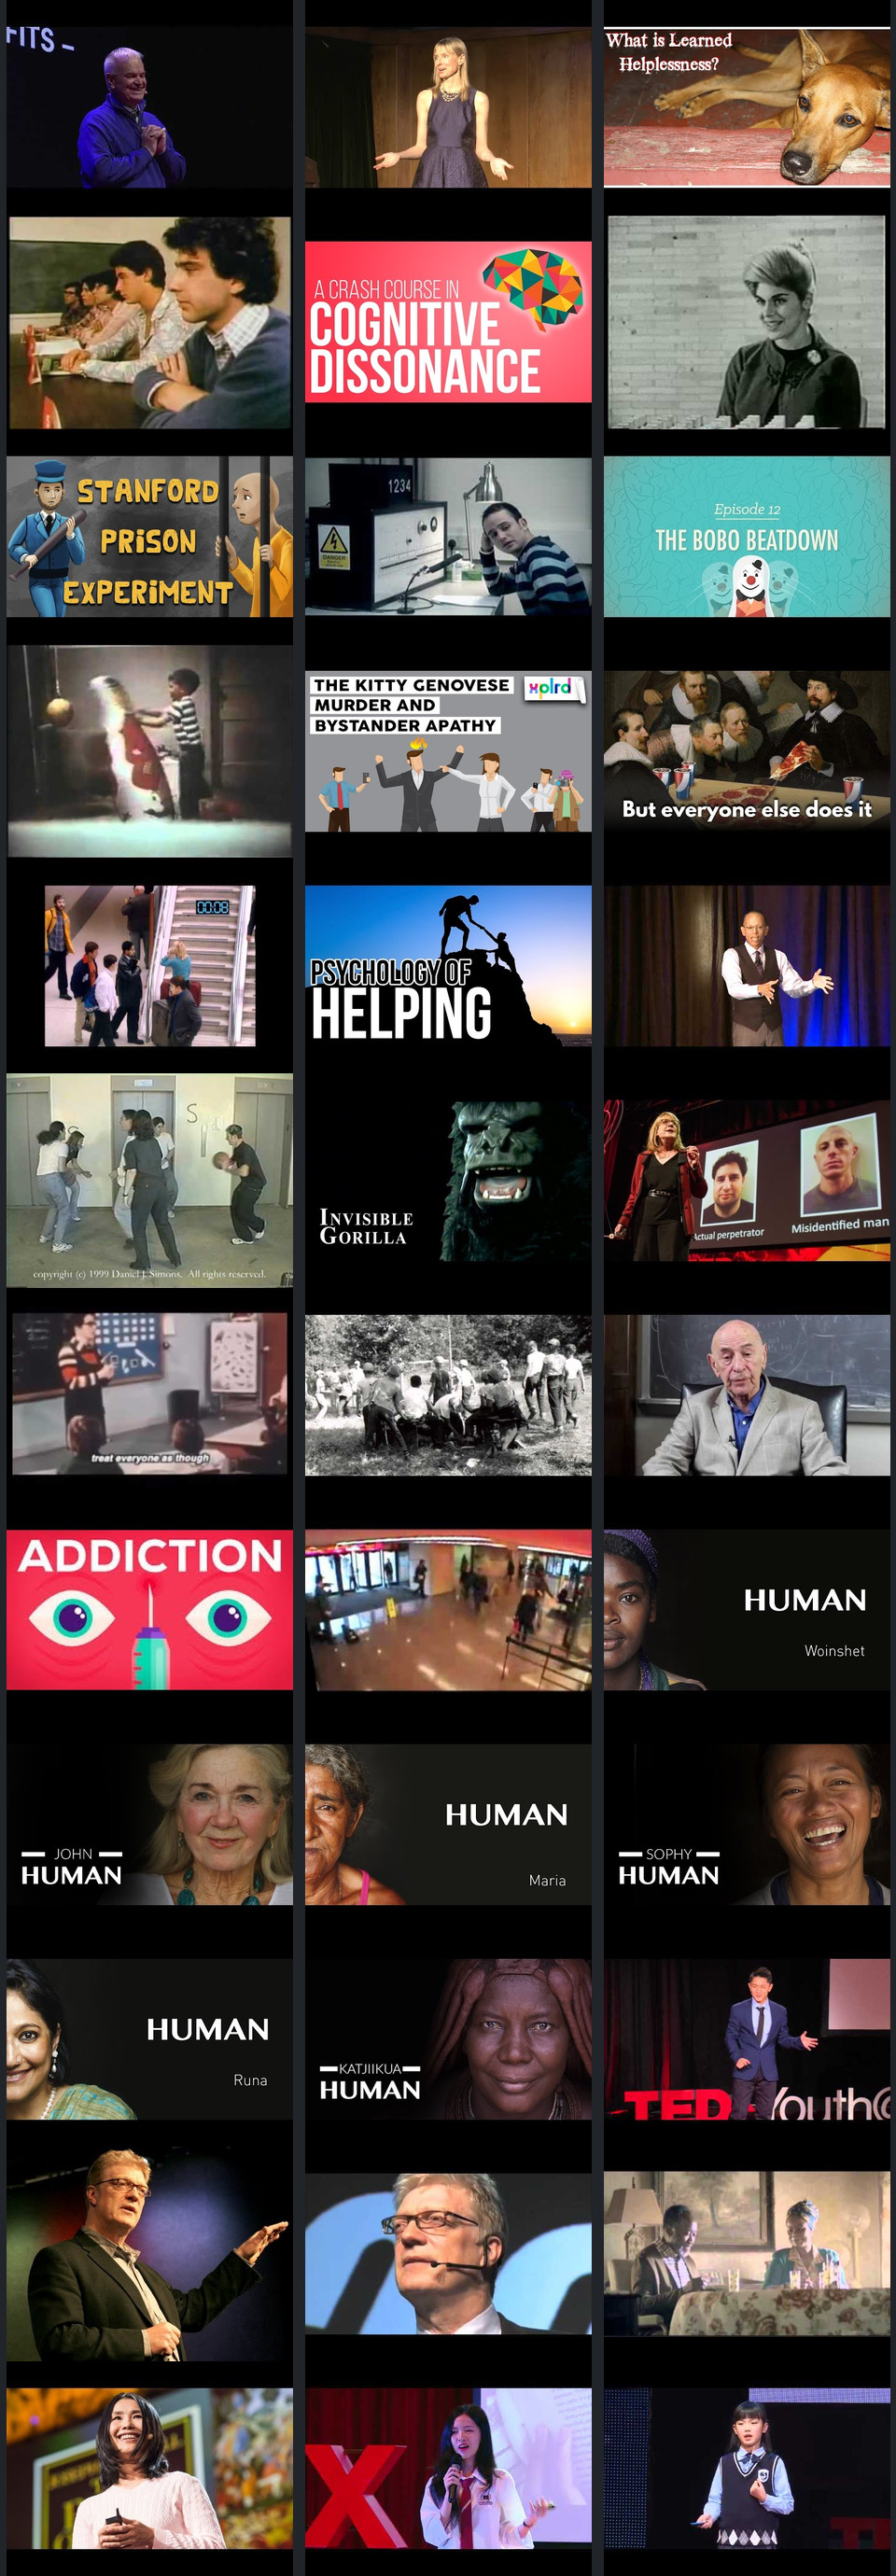 FITS –
What is Learned
Helplessness?
A CRASH COURSE IN
COGNITIVE
DISSONANCE
STANFORD
PRISON
EXPERIMENT
1234
DANGER
Episode 12
THE BOBO BEATDOWN
THE KITTY GENOVESE
MURDER AND
BYSTANDER APATHY
xplrd
But everyone else does it
00:08
PSYCHOLOGY OF
HELPING
S
copyright (c) 1999 Daniel J. Simons. All rights reserved.
INVISIBLE
GORILLA
Actual perpetrator
Misidentified man
treat everyone as though
ADDICTION
HUMAN
Woinshet
JOHN
HUMAN
HUMAN
Maria
SOPHY
HUMAN
HUMAN
Runa
KATJIIKUA
HUMAN
TEDxYouth@
X